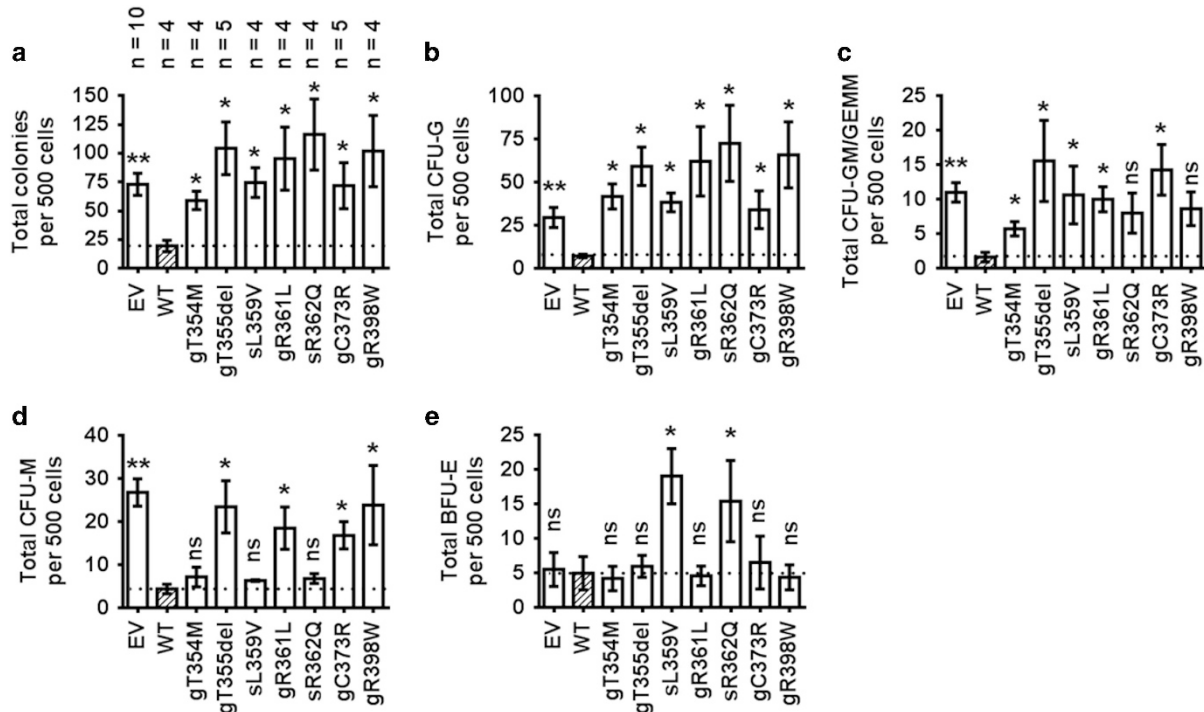 a
n = 10
n = 4
n = 4
n = 5
n = 4
n = 4
n = 4
n = 5
n = 4
Total colonies
per 500 cells
150
125
100
75
50
25
0
**
*
*
*
*
*
*
*
EV
WT
gT354M
gT355del
sL359V
gR361L
sR362Q
gC373R
gR398W
b
Total CFU-G
per 500 cells
100
75
50
25
0
**
*
*
*
*
*
*
*
EV
WT
gT354M
gT355del
sL359V
gR361L
sR362Q
gC373R
gR398W
c
Total CFU-GM/GEMM
per 500 cells
25
20
15
10
5
0
**
*
*
*
*
ns
*
ns
EV
WT
gT354M
gT355del
sL359V
gR361L
sR362Q
gC373R
gR398W
d
Total CFU-M
per 500 cells
40
30
20
10
0
**
ns
*
ns
*
ns
*
*
EV
WT
gT354M
gT355del
sL359V
gR361L
sR362Q
gC373R
gR398W
e
Total BFU-E
per 500 cells
25
20
15
10
5
0
ns
ns
ns
*
ns
*
ns
ns
EV
WT
gT354M
gT355del
sL359V
gR361L
sR362Q
gC373R
gR398W